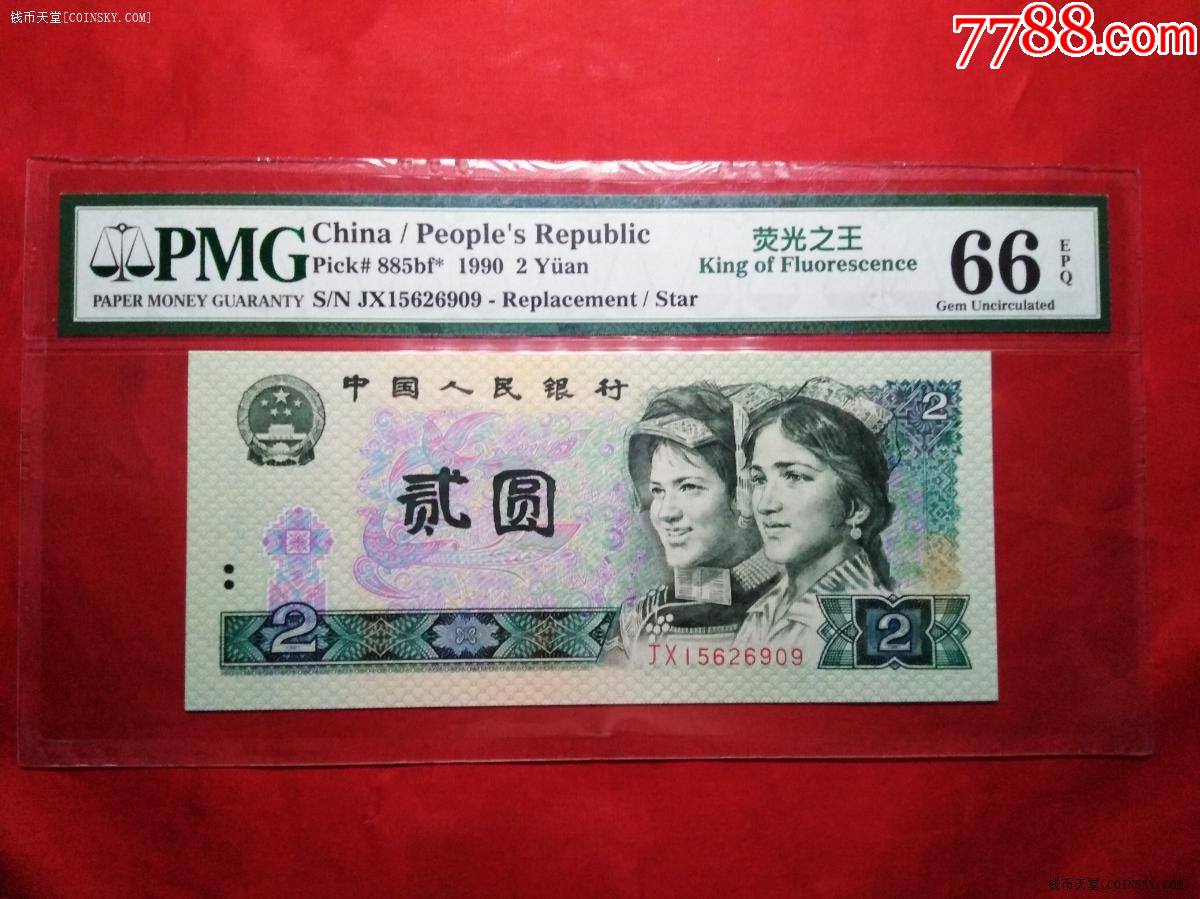 钱币天堂[COINSKY.COM]
7788.com
PMG
PAPER MONEY GUARANTY
China / People's Republic
Pick# 885bf* 1990 2 Yüan
S/N JX15626909 - Replacement / Star
荧光之王
King of Fluorescence
66
EPQ
Gem Uncirculated
中国人民银行
2
贰圆
2
JX15626909
2
钱币天堂[COINSKY.COM]